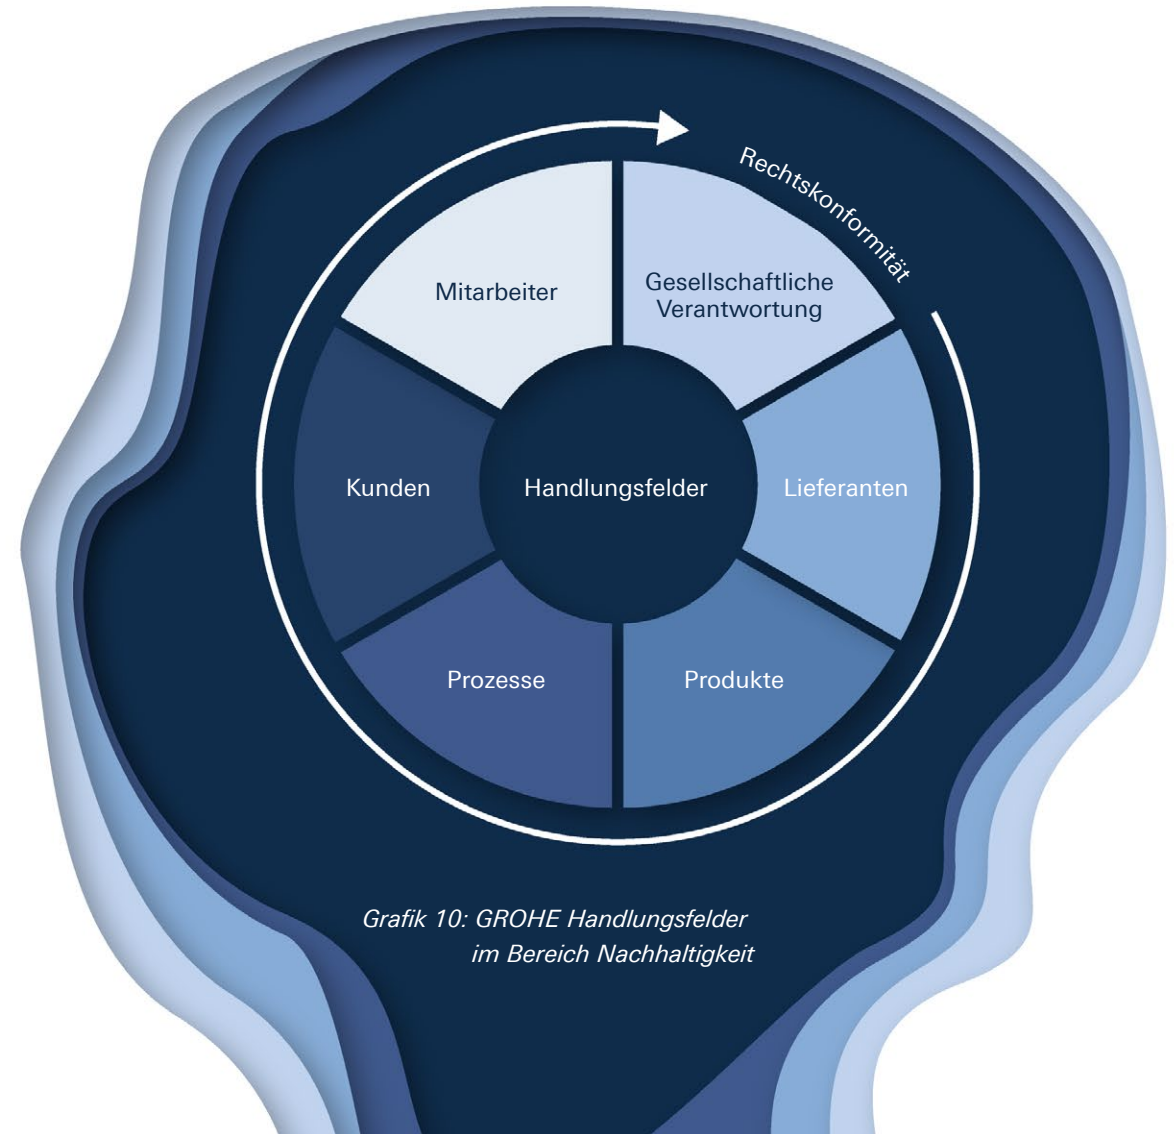 Rechtskonformität
Mitarbeiter
Gesellschaftliche
Verantwortung
Kunden
Handlungsfelder
Lieferanten
Prozesse
Produkte
Grafik 10: GROHE Handlungsfelder
im Bereich Nachhaltigkeit